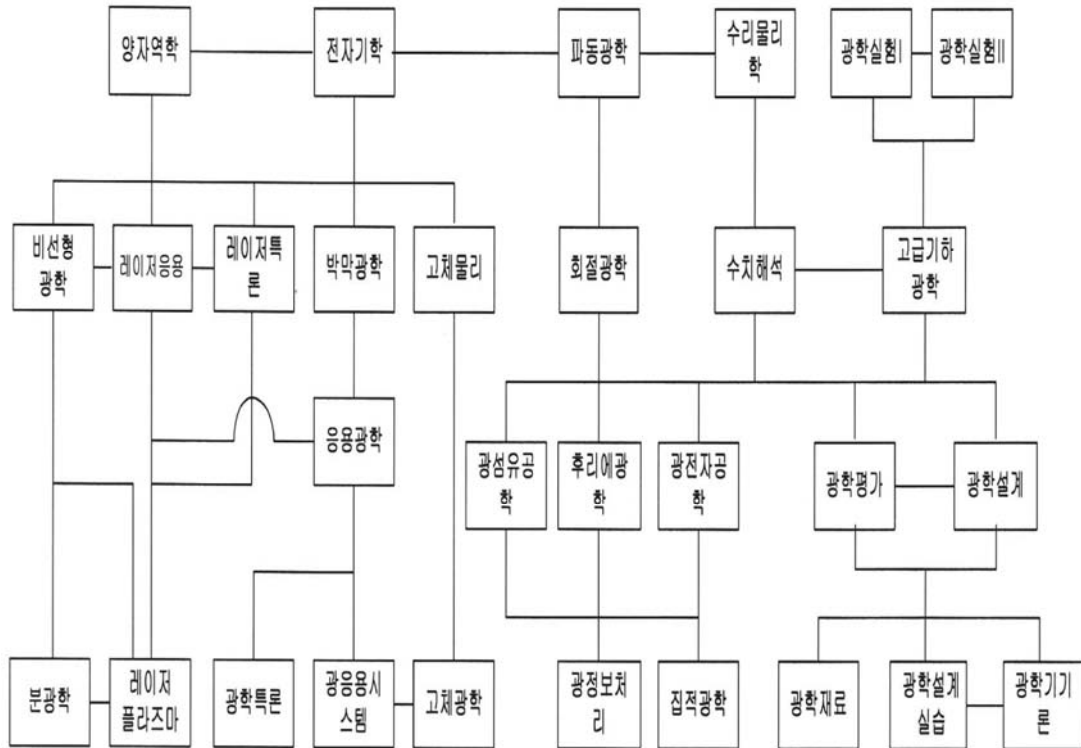 양자역학
전자기학
파동광학
수리물리
학
광학실험I
광학실험II
비선형
광학
레이저응용
레이저특
론
박막광학
고체물리
회절광학
수치해석
고급기하
광학
응용광학
광섬유공
학
후리에광
학
광전자공
학
광학평가
광학설계
분광학
레이저
플라즈마
광학특론
광응용시
스템
고체광학
광정보처
리
집적광학
광학재료
광학설계
실습
광학기기
론